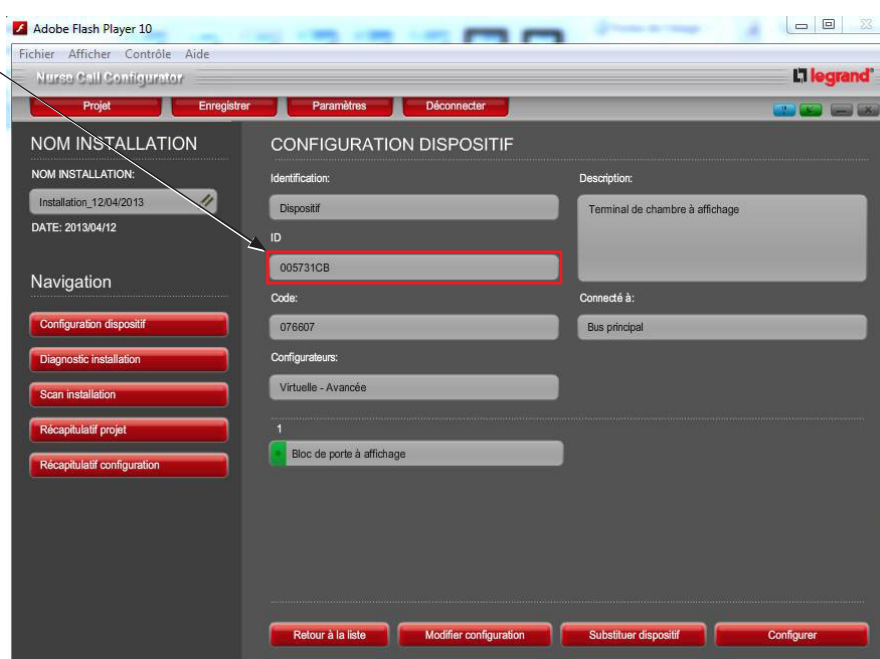 Adobe Flash Player 10
Fichier Afficher Contrôle Aide
Nurse Call Configurator
legrand
Projet Enregistrer Paramètres Déconnecter
NOM INSTALLATION
NOM INSTALLATION:
Installation_12/04/2013
DATE: 2013/04/12
Navigation
Configuration dispositif
Diagnostic installation
Scan installation
Récapitulatif projet
Récapitulatif configuration
CONFIGURATION DISPOSITIF
Identification:
Dispositif
Description:
Terminal de chambre à affichage
ID
005731CB
Code:
076607
Connecté à:
Bus principal
Configurateurs:
Virtuelle - Avancée
1
Bloc de porte à affichage
Retour à la liste Modifier configuration Substituer dispositif Configurer